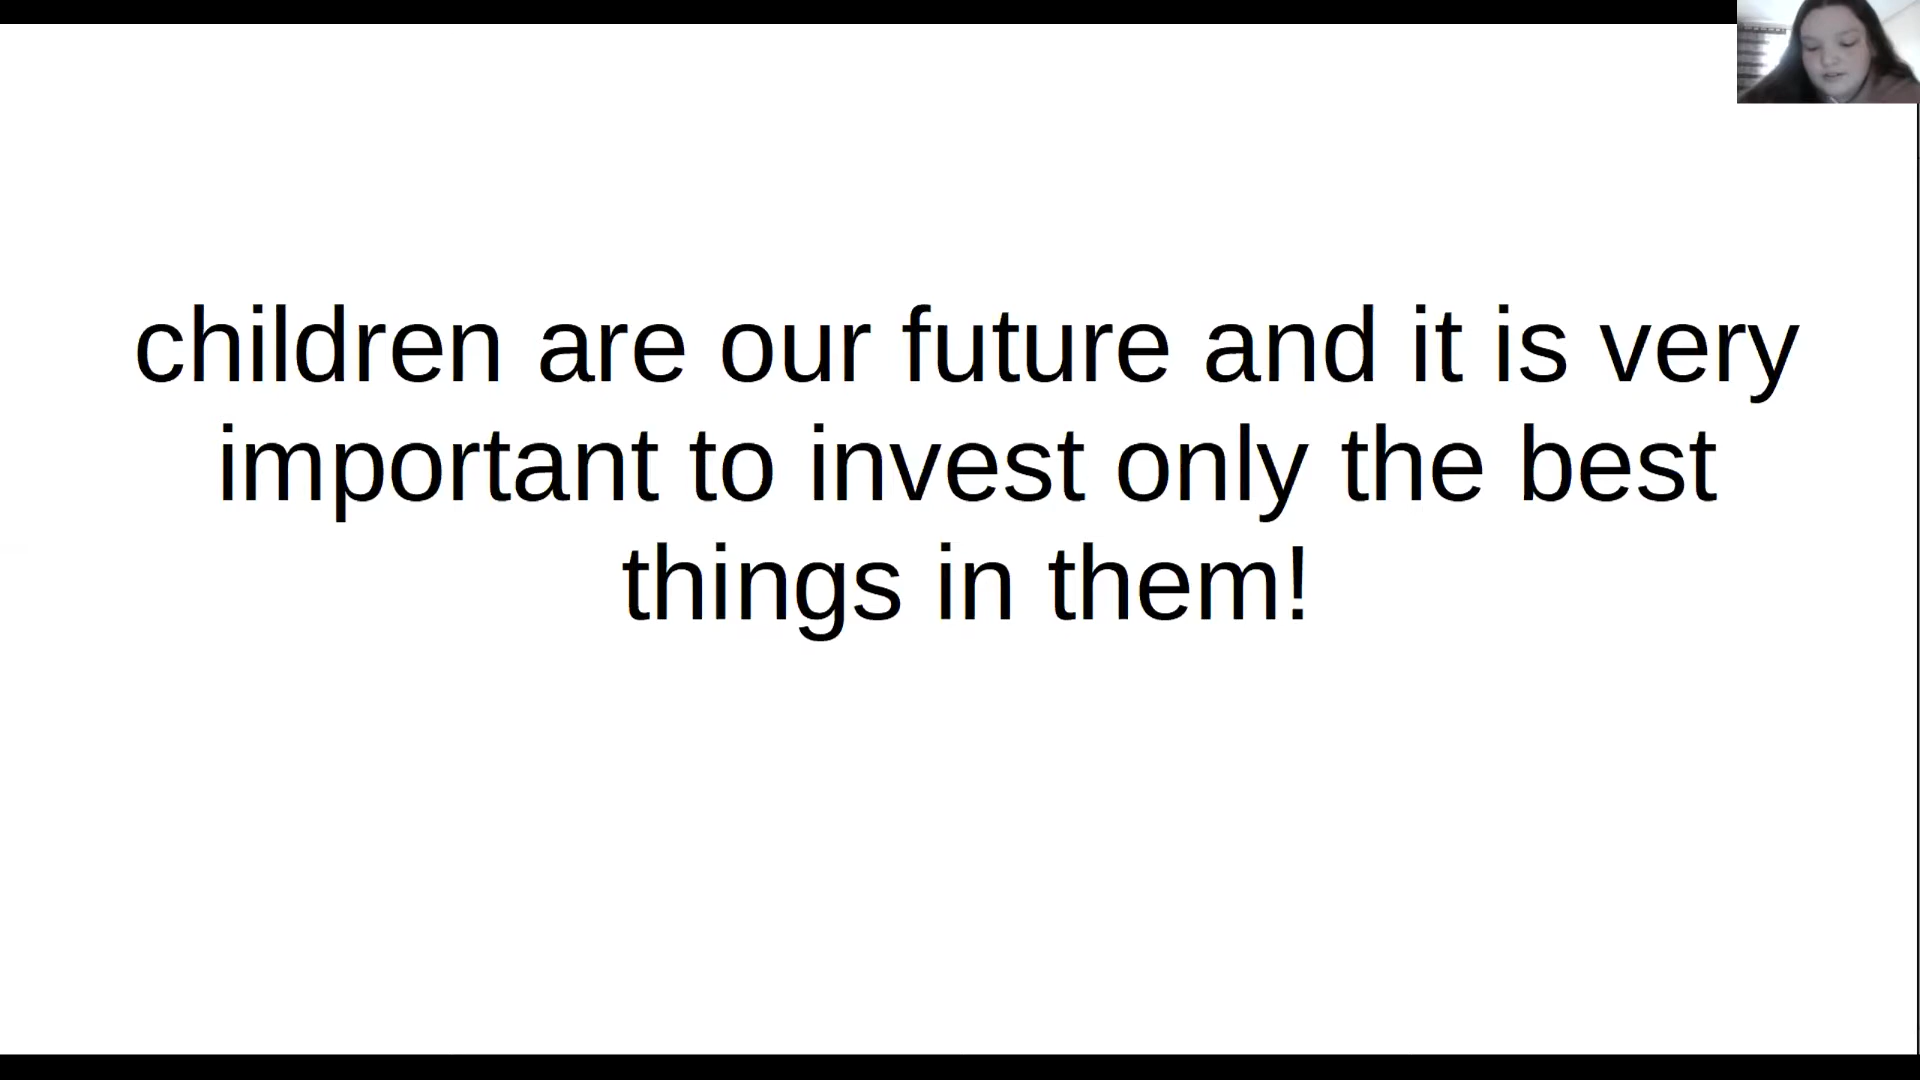 children are our future and it is very
important to invest only the best
things in them!